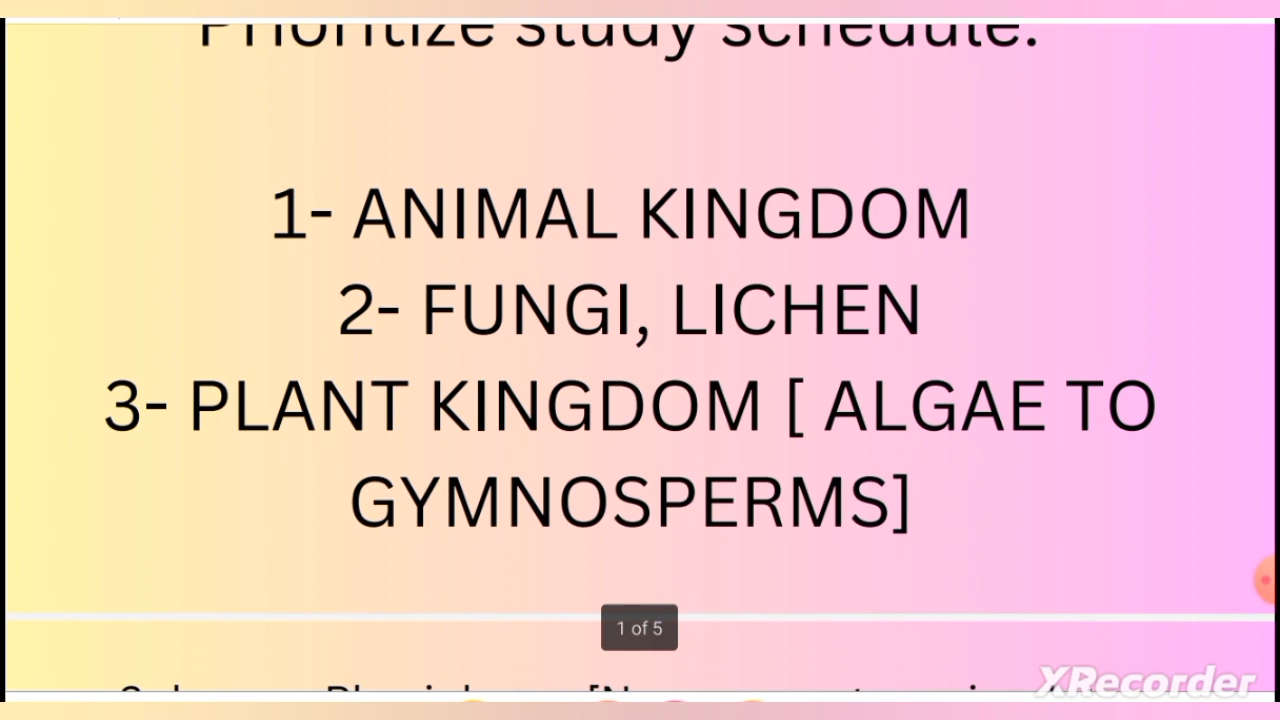 Prioritize study schedule.
1- ANIMAL KINGDOM
2- FUNGI, LICHEN
3- PLANT KINGDOM [ ALGAE TO
GYMNOSPERMS]
1 of 5
XRecorder